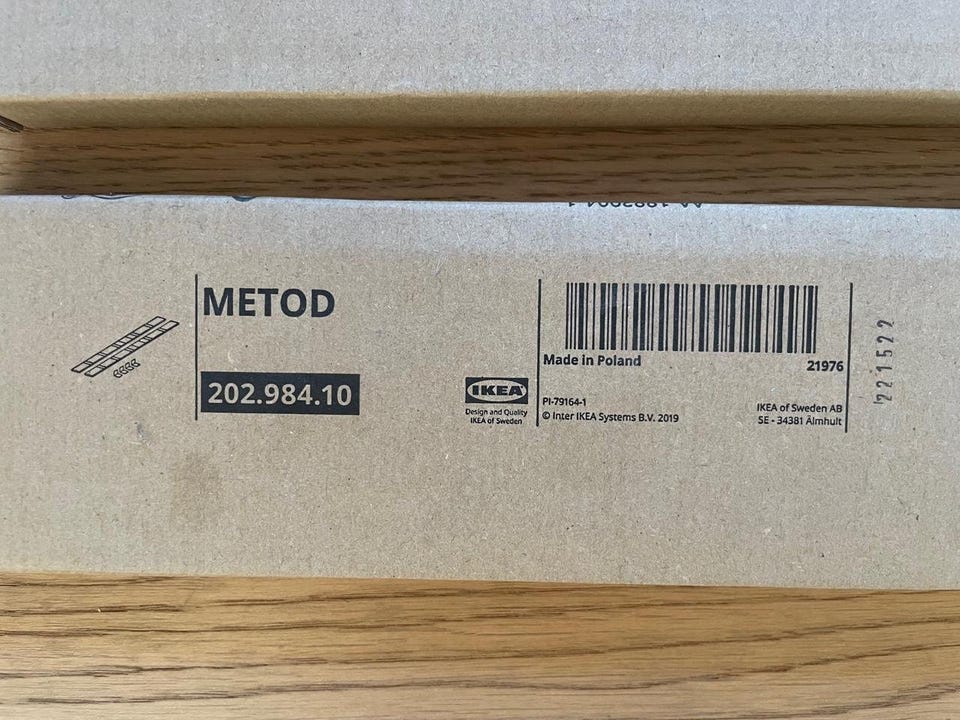 METOD
202.984.10
IKEA
Design and Quality
IKEA of Sweden
Made in Poland
21976
PI-79164-1
© Inter IKEA Systems B.V. 2019
IKEA of Sweden AB
SE - 34381 Älmhult
221522